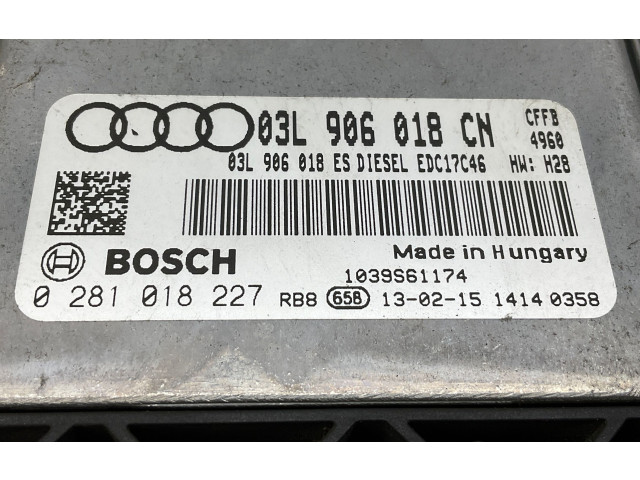 03L 906 018 CN CFFB
4960
03L 906 018 ES DIESEL EDC17C46 HW: H28
BOSCH
Made in Hungary
1039S61174
0 281 018 227 RB8 658 13-02-15 1414 0358